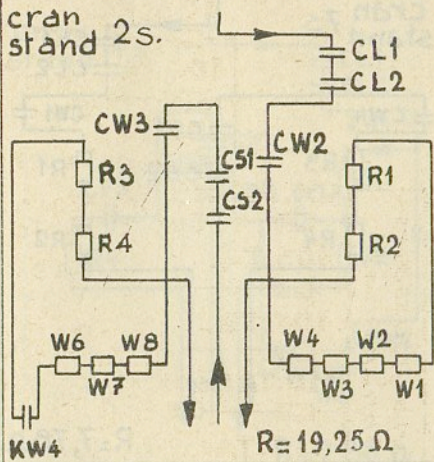 cran
stand 2s.
CL1
CL2
CW3
CW2
CS1
CS2
R3
R1
R4
R2
W6 W7 W8
W4 W3 W2 W1
KW4
R=19,25 Ω